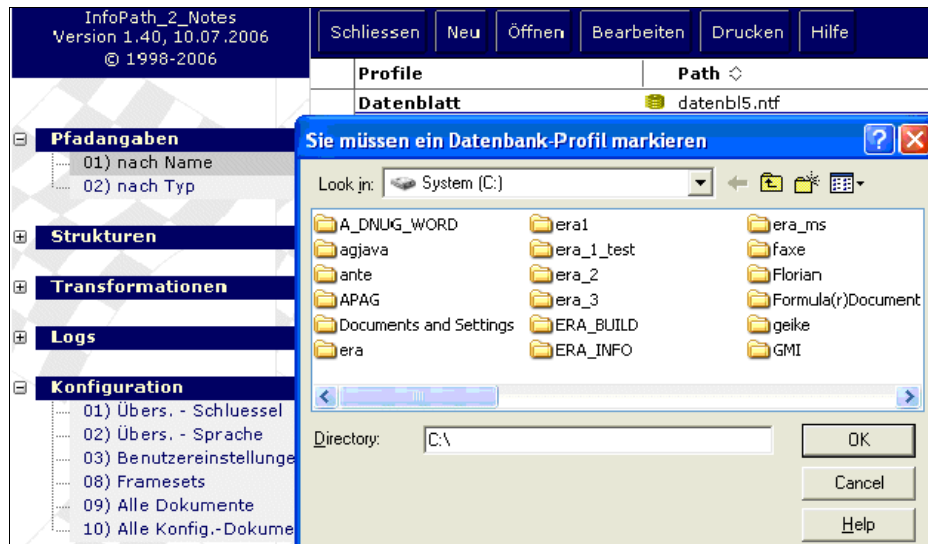 InfoPath_2_Notes
Version 1.40, 10.07.2006
© 1998-2006
Schliessen Neu Öffnen Bearbeiten Drucken Hilfe
Profile Path
Datenblatt datenbl5.ntf
Pfadangaben
01) nach Name
02) nach Typ
Strukturen
Transformationen
Logs
Konfiguration
01) Übers. - Schluessel
02) Übers. - Sprache
03) Benutzereinstellunge
08) Framesets
09) Alle Dokumente
10) Alle Konfig.-Dokume
Sie müssen ein Datenbank-Profil markieren
Look in: System (C:)
A_DNUG_WORD era1 era_ms
agjava era_1_test faxe
ante era_2 Florian
APAG era_3 Formula(r)Document
Documents and Settings ERA_BUILD geike
era ERA_INFO GMI
Directory: C:\
OK
Cancel
Help